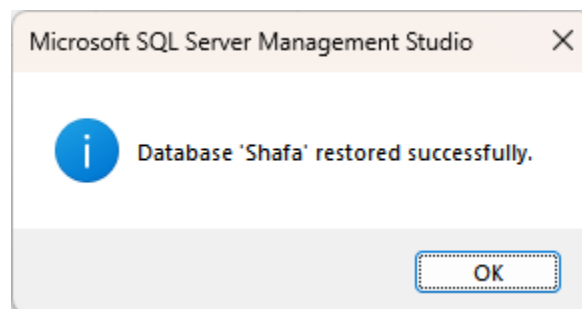 Microsoft SQL Server Management Studio
Database 'Shafa' restored successfully.
OK